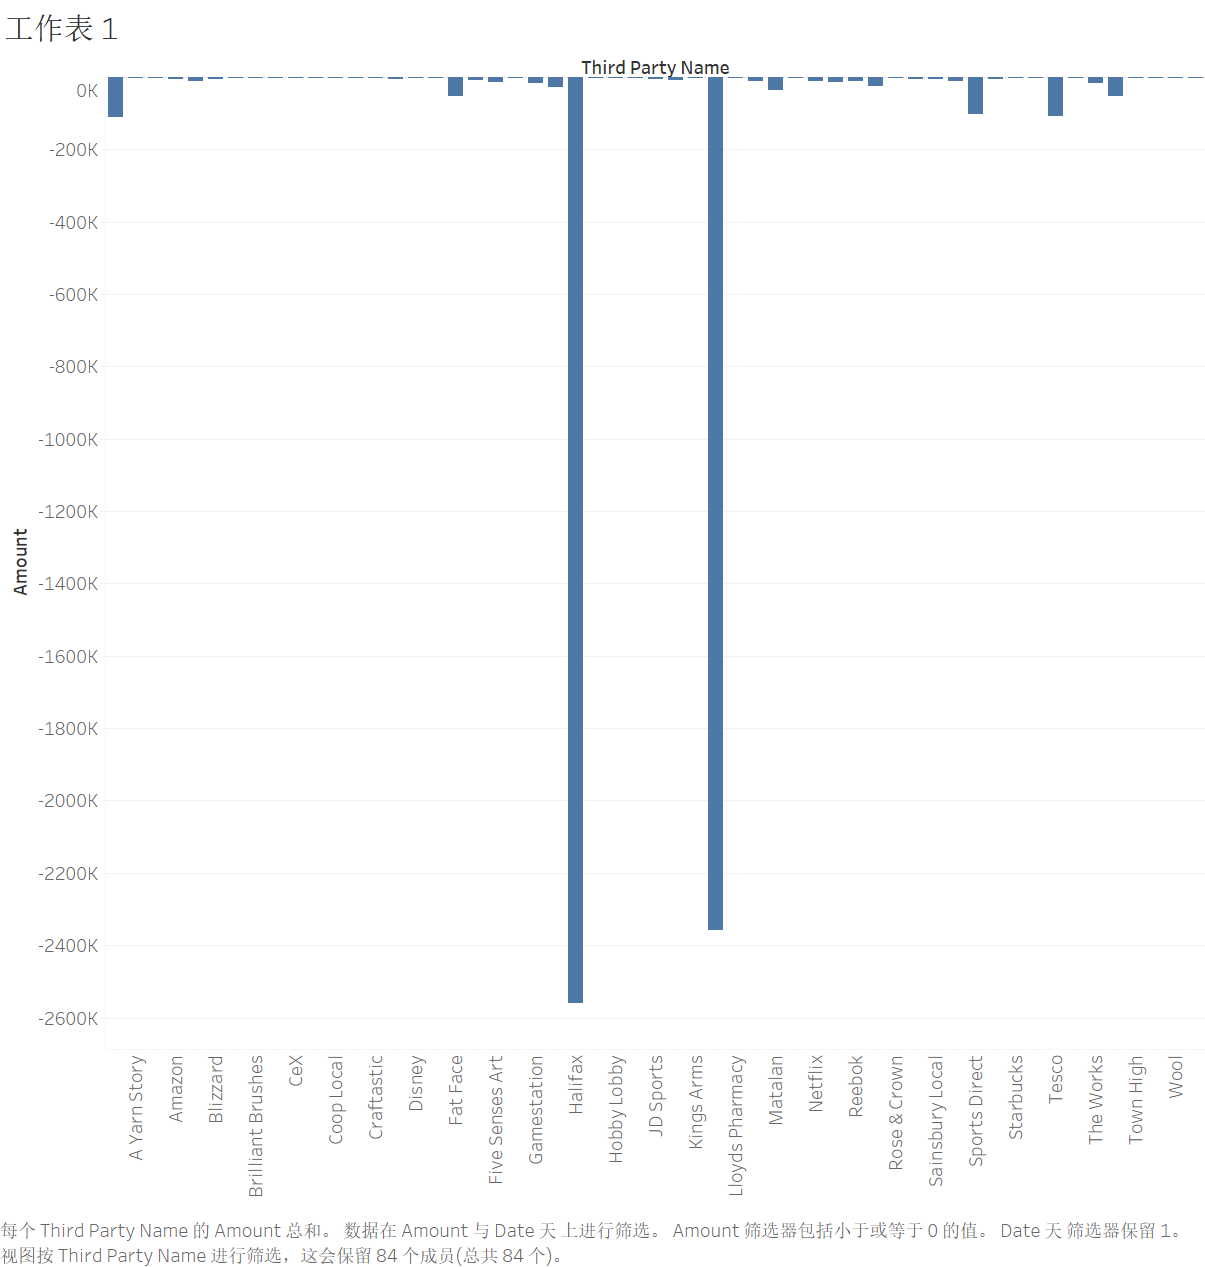 工作表 1
Third Party Name
0K
-200K
-400K
-600K
-800K
-1000K
-1200K
-1400K
-1600K
-1800K
-2000K
-2200K
-2400K
-2600K
Amount
A Yarn Story
Amazon
Blizzard
Brilliant Brushes
CeX
Coop Local
Craftastic
Disney
Fat Face
Five Senses Art
Gamestation
Halifax
Hobby Lobby
JD Sports
Kings Arms
Lloyds Pharmacy
Matalan
Netflix
Reebok
Rose & Crown
Sainsbury Local
Sports Direct
Starbucks
Tesco
The Works
Town High
Wool
每个 Third Party Name 的 Amount 总和。 数据在 Amount 与 Date 天 上进行筛选。 Amount 筛选器包括小于或等于 0 的值。 Date 天 筛选器保留 1。
视图按 Third Party Name 进行筛选，这会保留 84 个成员(总共 84 个)。